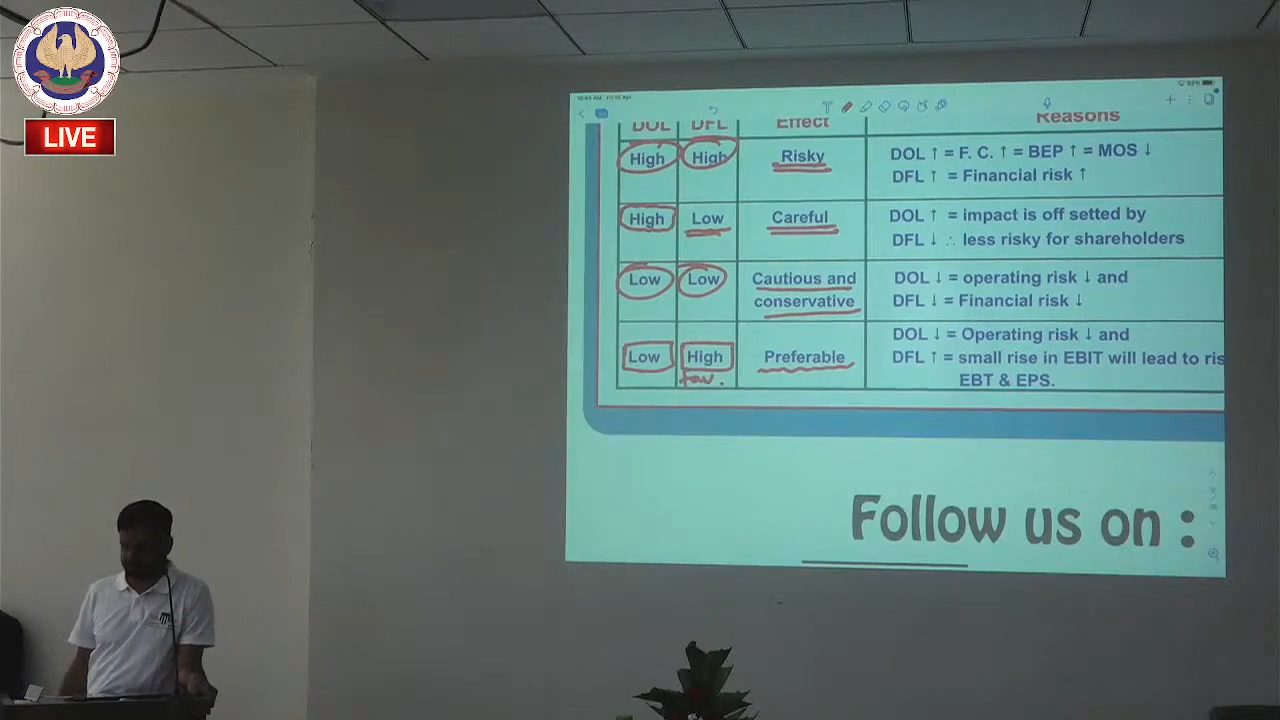 LIVE
DOL DFL Effect Reasons
High High Risky DOL ↑ = F. C. ↑ = BEP ↑ = MOS ↓
DFL ↑ = Financial risk ↑
High Low Careful DOL ↑ = impact is off setted by
DFL ↓ ∴ less risky for shareholders
Low Low Cautious and DOL ↓ = operating risk ↓ and
conservative DFL ↓ = Financial risk ↓
Low High Preferable DOL ↓ = Operating risk ↓ and
fav. DFL ↑ = small rise in EBIT will lead to ris
EBT & EPS.
Follow us on :